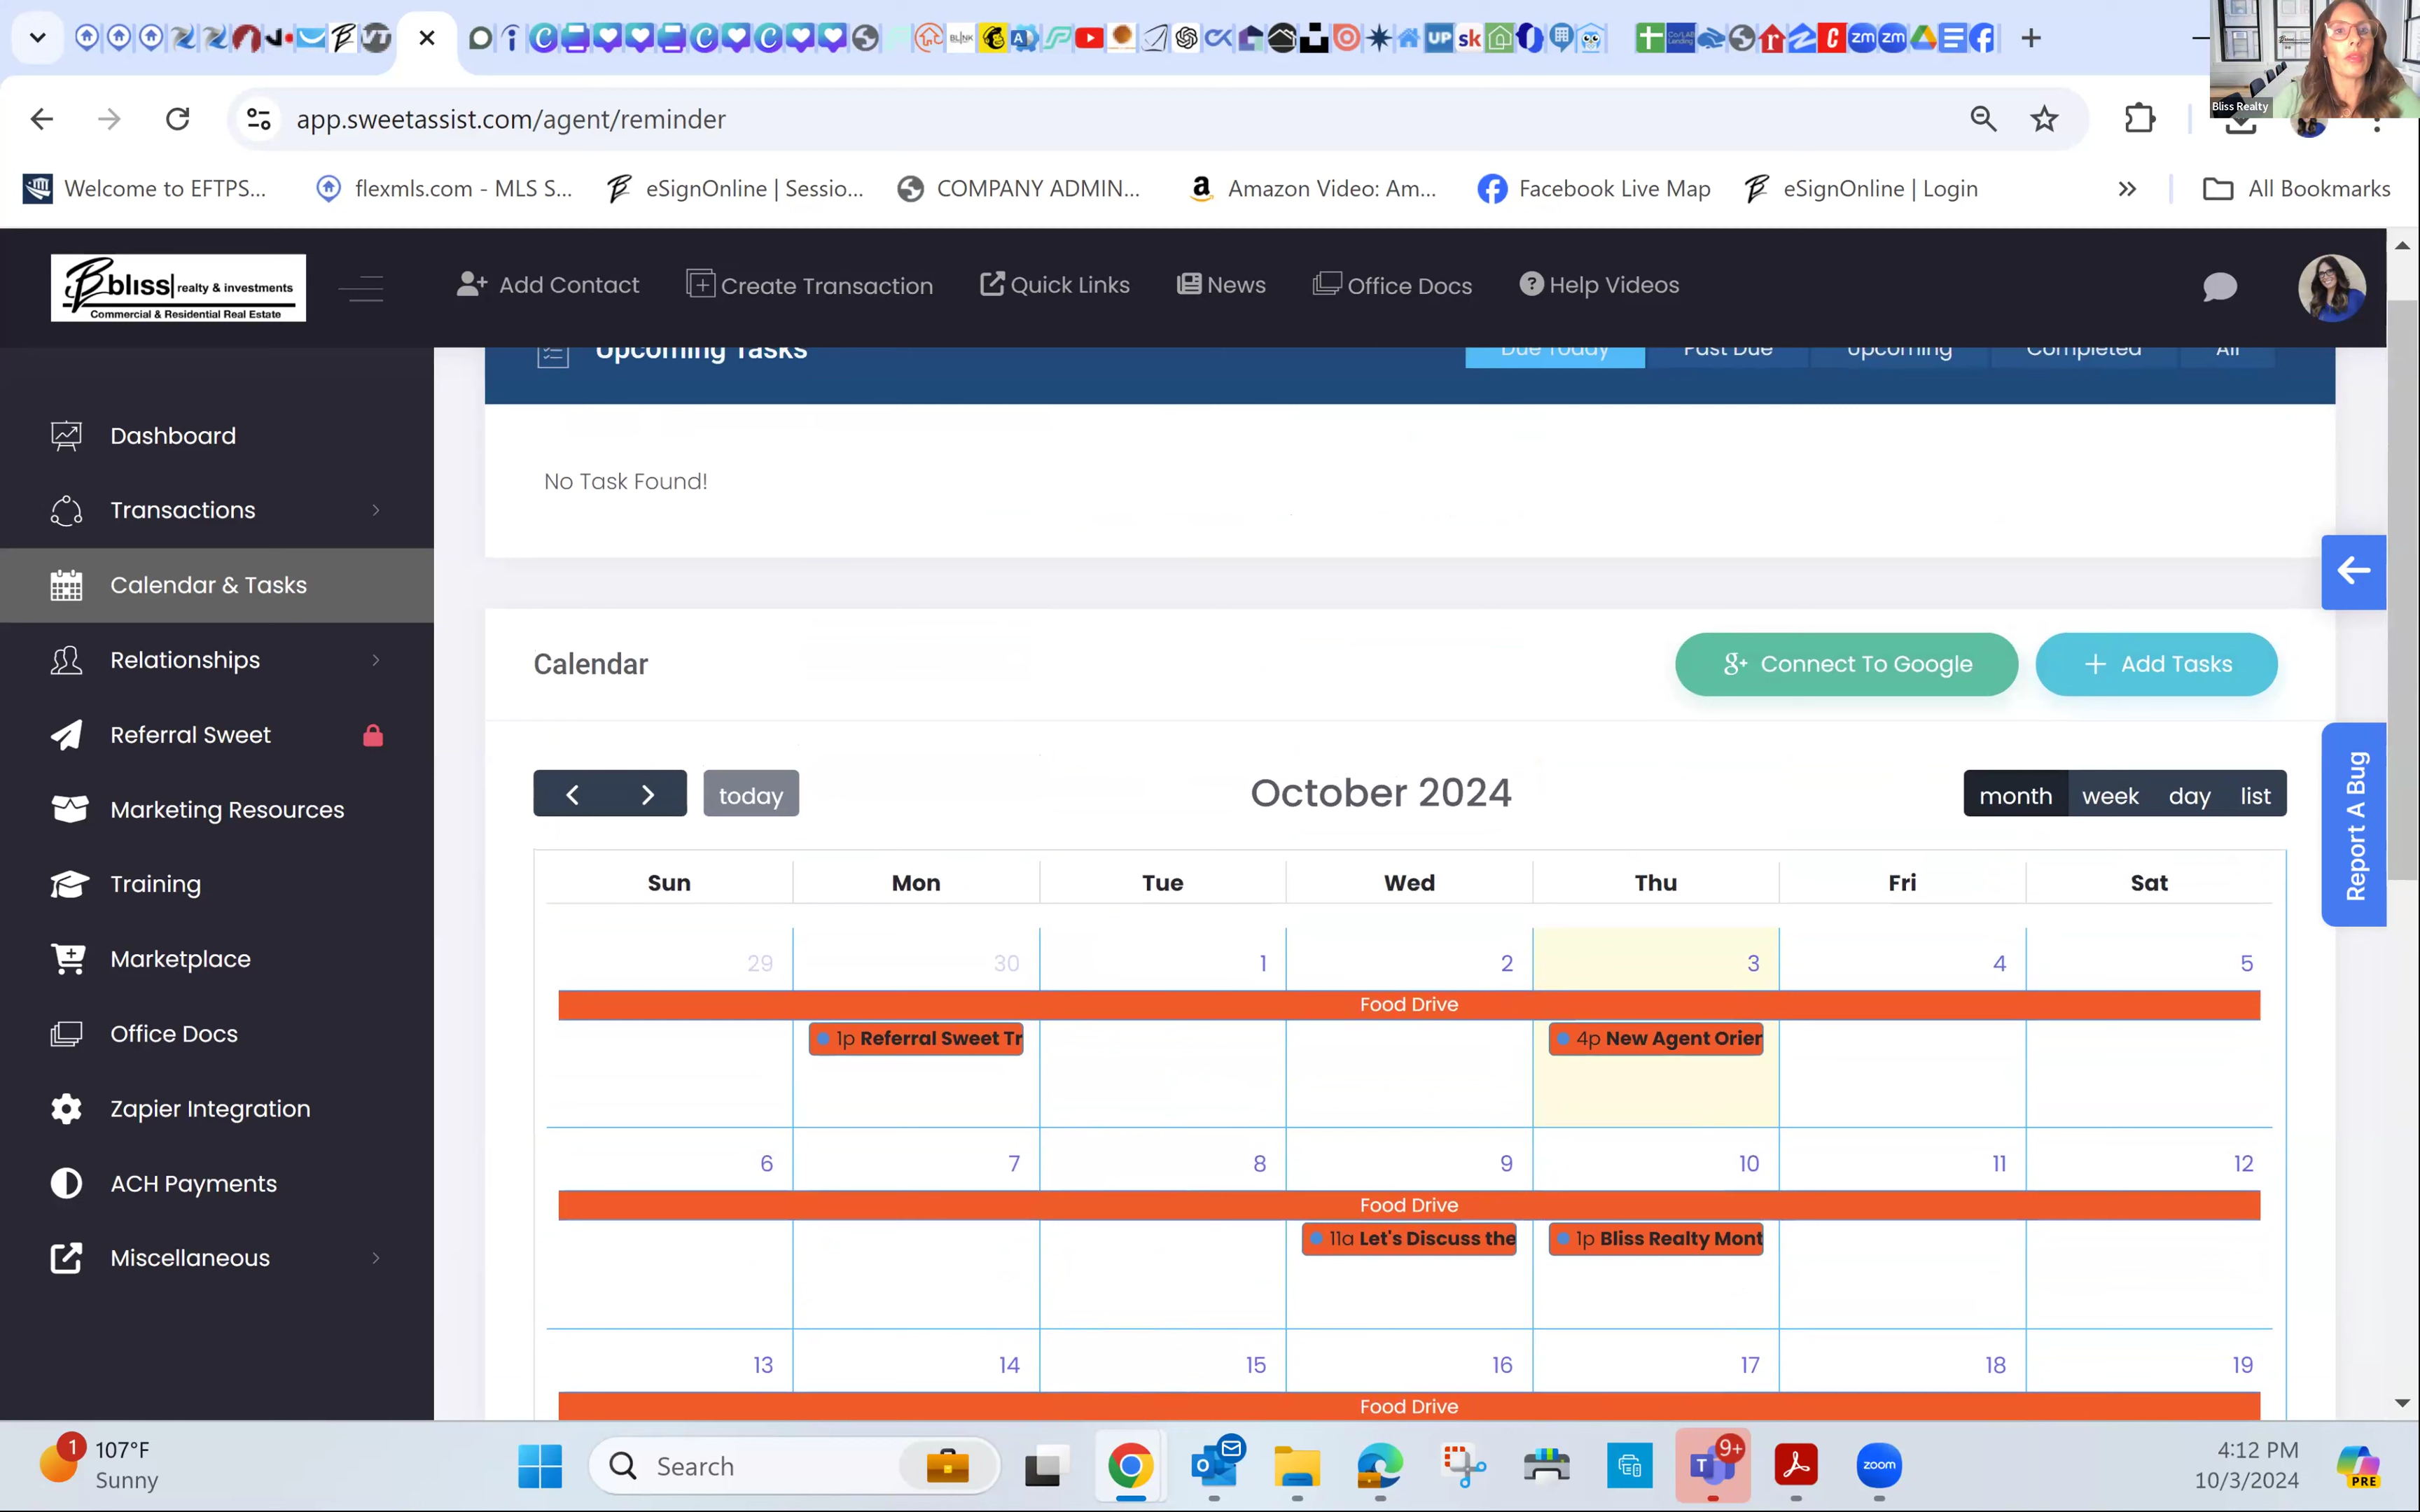 app.sweetassist.com/agent/reminder
Bliss Realty
Welcome to EFTPS...
flexmls.com - MLS S...
eSignOnline | Sessio...
COMPANY ADMIN...
Amazon Video: Am...
Facebook Live Map
eSignOnline | Login
All Bookmarks
bliss realty & investments
Commercial & Residential Real Estate
Add Contact
Create Transaction
Quick Links
News
Office Docs
Help Videos
Upcoming Tasks
Due Today
Past Due
Upcoming
Completed
All
Dashboard
Transactions
Calendar & Tasks
Relationships
Referral Sweet
Marketing Resources
Training
Marketplace
Office Docs
Zapier Integration
ACH Payments
Miscellaneous
No Task Found!
Calendar
g+ Connect To Google
+ Add Tasks
Report A Bug
today
October 2024
month week day list
Sun Mon Tue Wed Thu Fri Sat
29 30 1 2 3 4 5
Food Drive
1p Referral Sweet Tr
4p New Agent Orier
6 7 8 9 10 11 12
Food Drive
11a Let's Discuss the
1p Bliss Realty Mont
13 14 15 16 17 18 19
Food Drive
1
107°F
Sunny
Search
9+
zoom
4:12 PM
10/3/2024
PRE